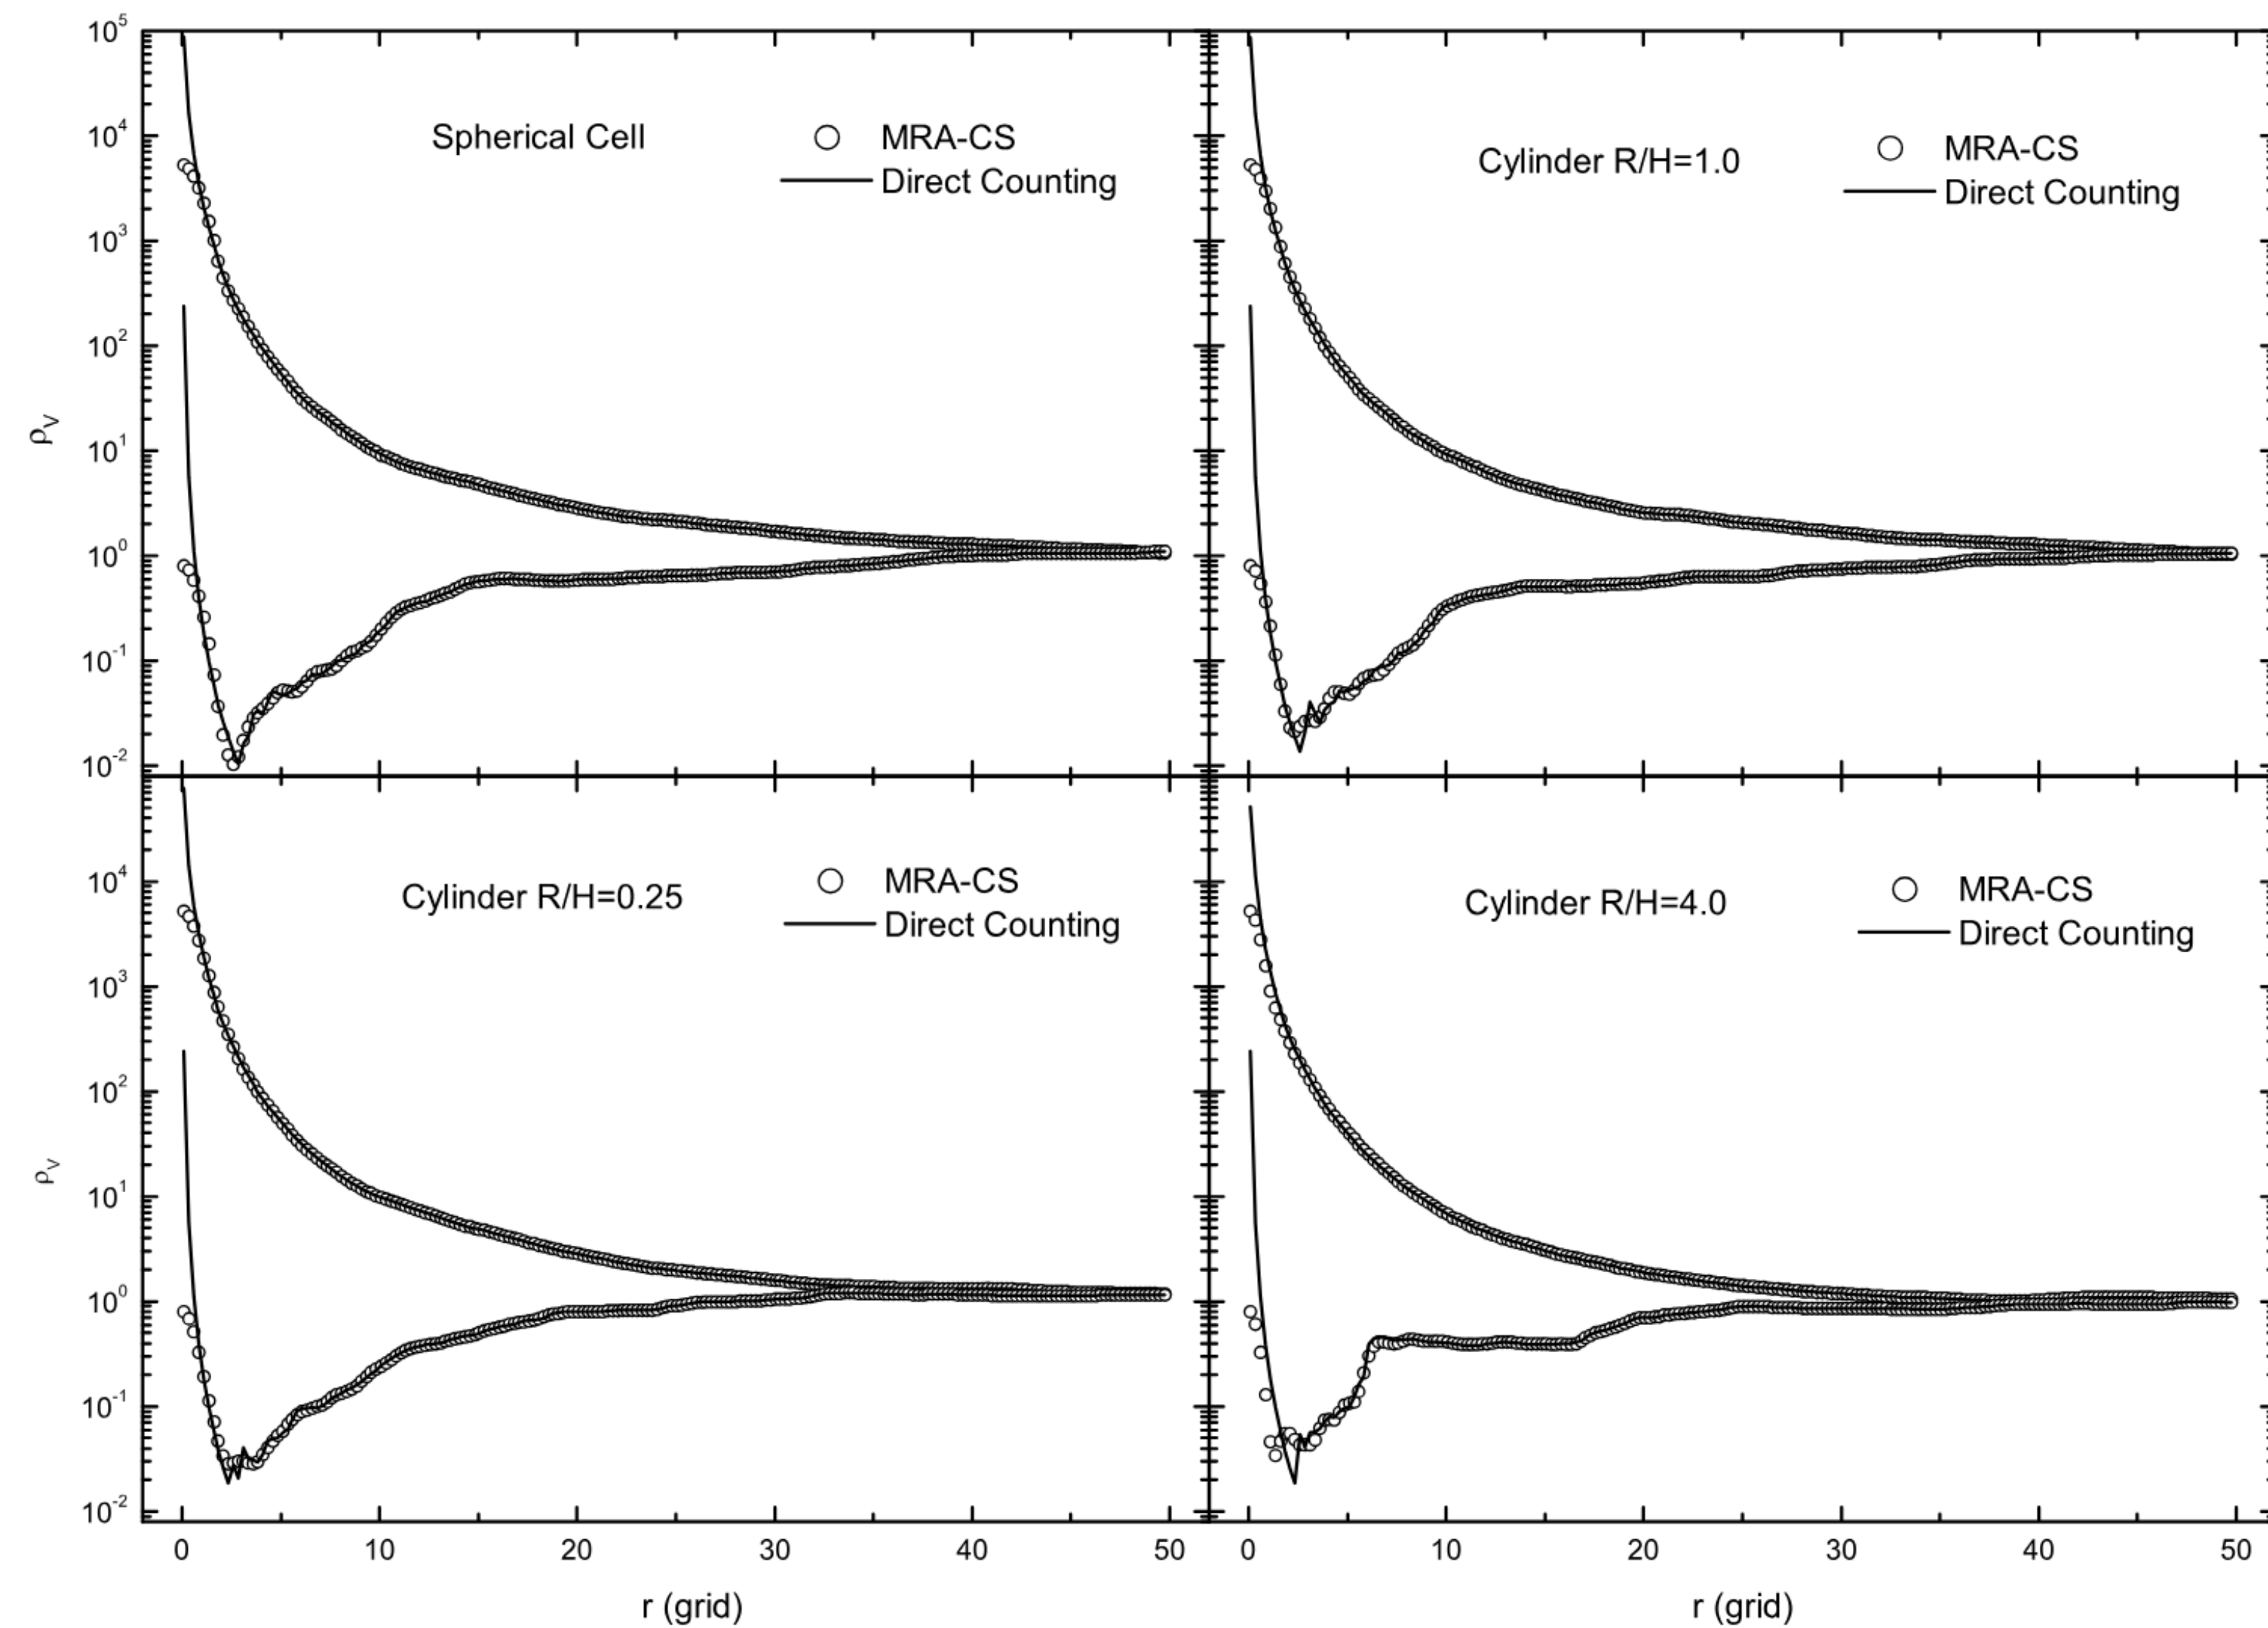 10^5
10^4
10^3
10^2
10^1
10^0
10^-1
10^-2
ρ_V
Spherical Cell
MRA-CS
Direct Counting
Cylinder R/H=1.0
MRA-CS
Direct Counting
10^4
10^3
10^2
10^1
10^0
10^-1
10^-2
ρ_V
Cylinder R/H=0.25
MRA-CS
Direct Counting
Cylinder R/H=4.0
MRA-CS
Direct Counting
0 10 20 30 40 50
0 10 20 30 40 50
r (grid)
r (grid)